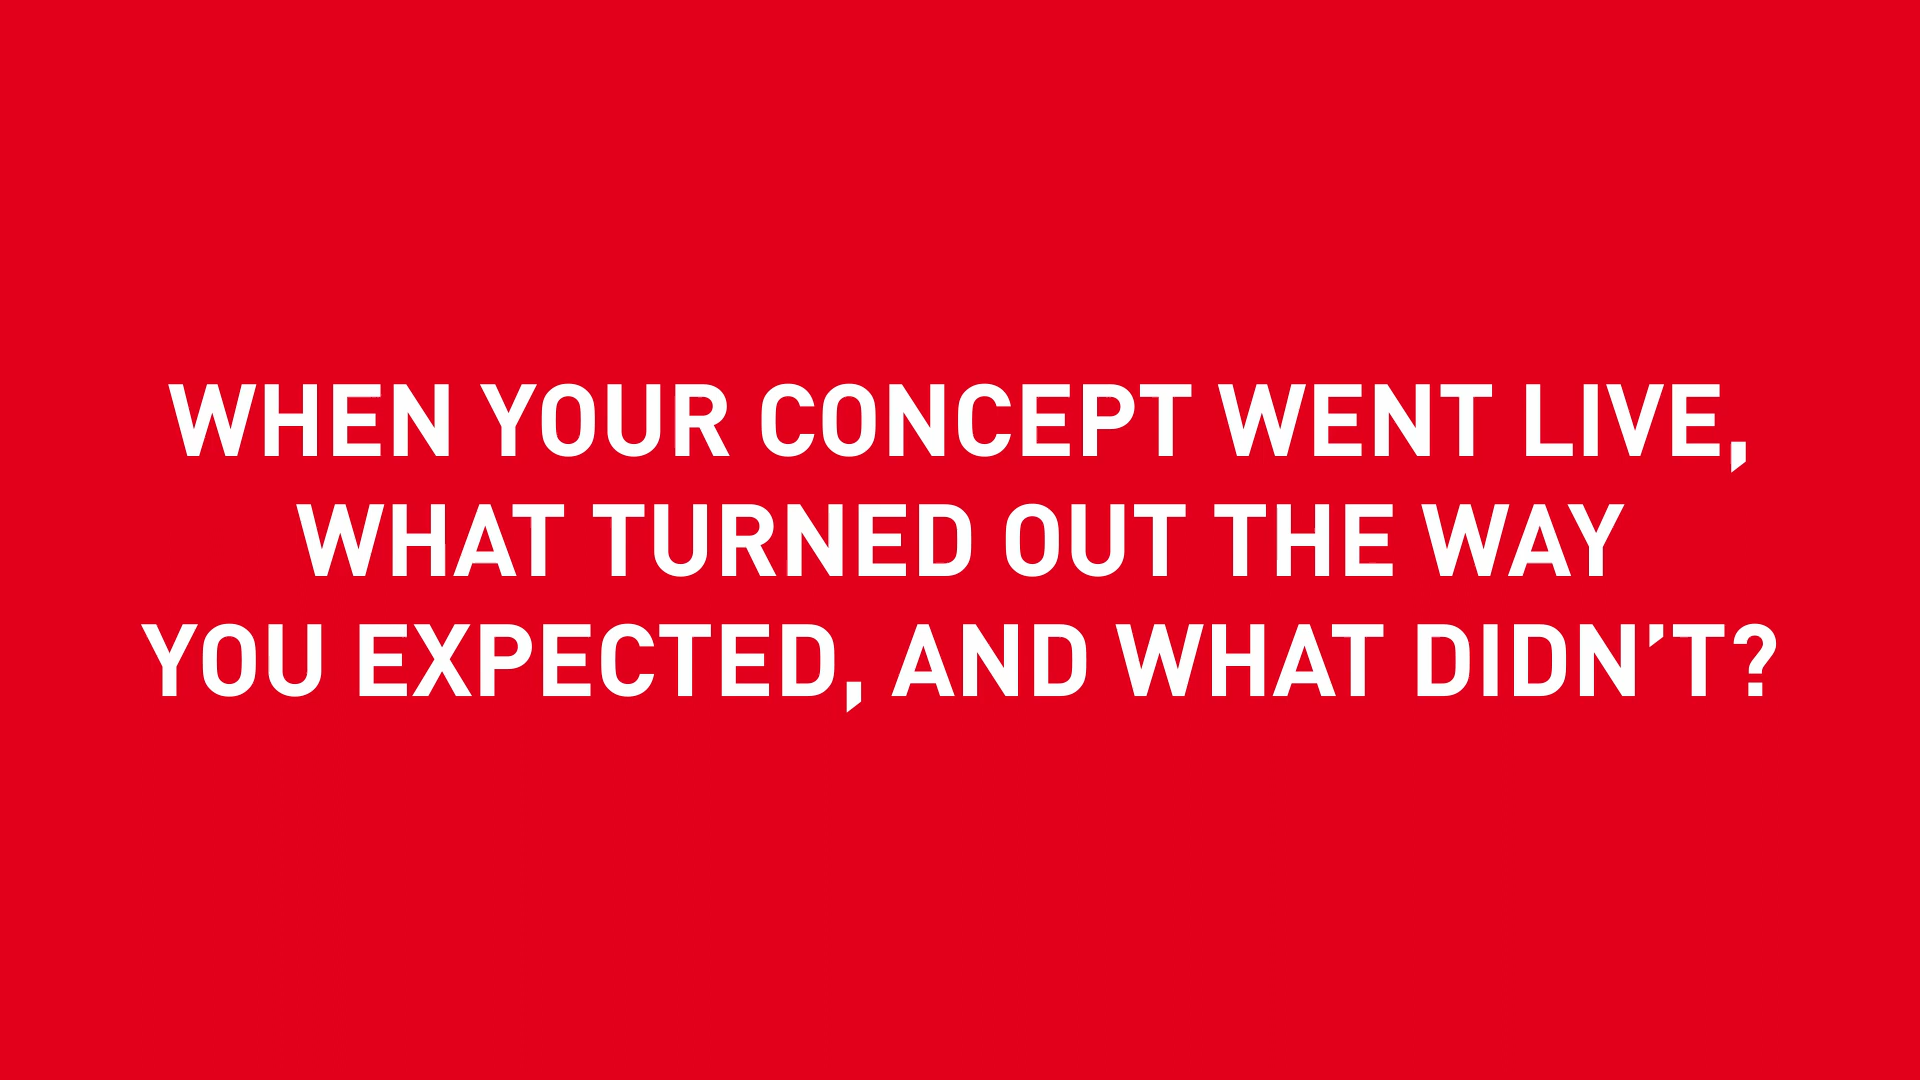 WHEN YOUR CONCEPT WENT LIVE,
WHAT TURNED OUT THE WAY
YOU EXPECTED, AND WHAT DIDN’T?